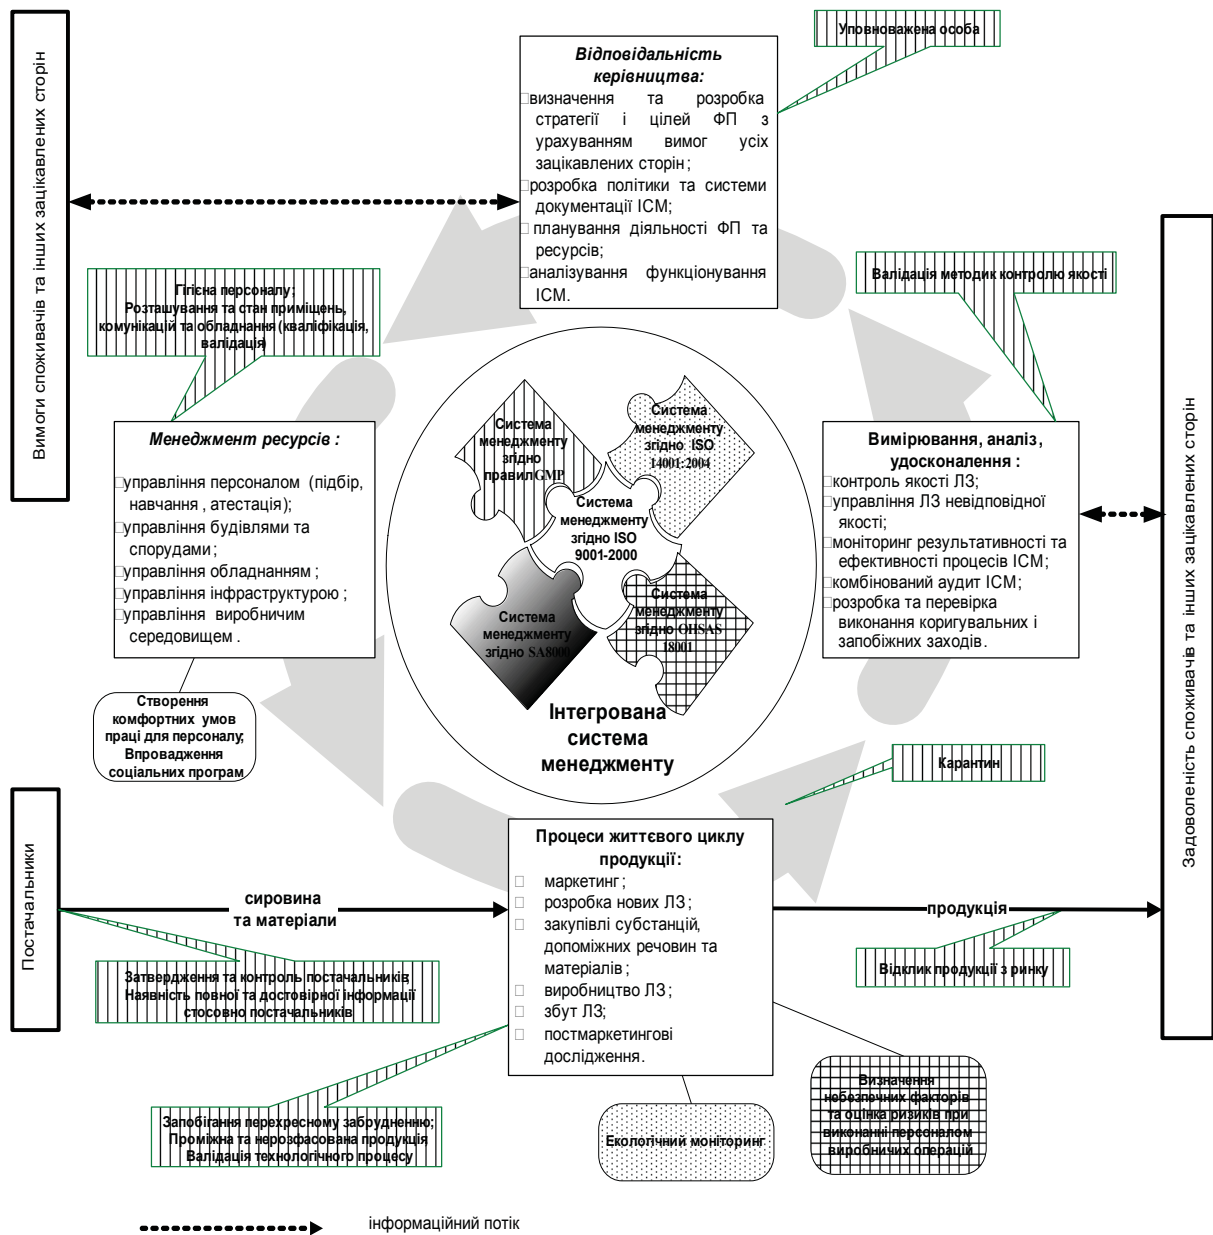 Вимоги споживачів та інших зацікавлених сторін
Уповноважена особа
Відповідальність
керівництва:
визначення та розробка
стратегії і цілей ФП з
урахуванням вимог усіх
зацікавлених сторін;
розробка політики та системи
документації ІСМ;
планування діяльності ФП та
ресурсів;
аналізування функціонування
ІСМ.
Гігієна персоналу;
Розташування та стан приміщень,
комунікацій та обладнання (кваліфікація,
валідація)
Валідація методик контролю якості
Менеджмент ресурсів :
управління персоналом (підбір,
навчання , атестація);
управління будівлями та
спорудами;
управління обладнанням ;
управління інфраструктурою ;
управління виробничим
середовищем .
Система
менеджменту
згідно
правил GMP
Система
менеджменту
згідно ISO
14001:2004
Система
менеджменту
згідно ISO
9001-2000
Система
менеджменту
згідно SA8000
Система
менеджменту
згідно OHSAS
18001
Інтегрована
система
менеджменту
Вимірювання, аналіз ,
удосконалення :
контроль якості ЛЗ;
управління ЛЗ невідповідної
якості;
моніторинг результативності та
ефективності процесів ІСМ;
комбінований аудит ІСМ;
розробка та перевірка
виконання коригувальних і
запобіжних заходів .
Задоволеність споживачів та інших зацікавлених сторін
Створення
комфортних умов
праці для персоналу;
Впровадження
соціальних програм
Карантин
Постачальники
сировина
та матеріали
Процеси життєвого циклу
продукції:
маркетинг;
розробка нових ЛЗ;
закупівлі субстанцій,
допоміжних речовин та
матеріалів;
виробництво ЛЗ;
збут ЛЗ;
постмаркетингові
дослідження.
продукція
Затвердження та контроль постачальників;
Наявність повної та достовірної інформації
стосовно постачальників
Відклик продукції з ринку
Запобігання перехресному забрудненню;
Проміжна та нерозфасована продукція
Валідація технологічного процесу
Екологічний моніторинг
Визначення
небезпечних факторів
та оцінка ризиків при
виконанні персоналом
виробничих операцій
інформаційний потік